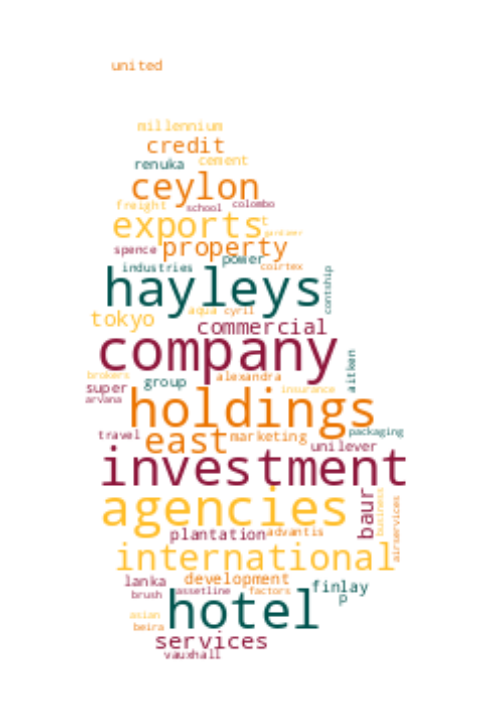 united
millennium
credit
renuka cement
ceylon
freight school colombo
exports t
gardiner
spence property
power
industries coirtex
hayleys contship
aqua cyril
tokyo commercial
company aitken
brokers alexandra
super group insurance
arvana
holdings
travel east marketing packaging
unilever
investment
agencies baur business airservices
plantation advantis
international
lanka development finlay
brush assetline factors p
hotel
asian
beira
services
vauxhall